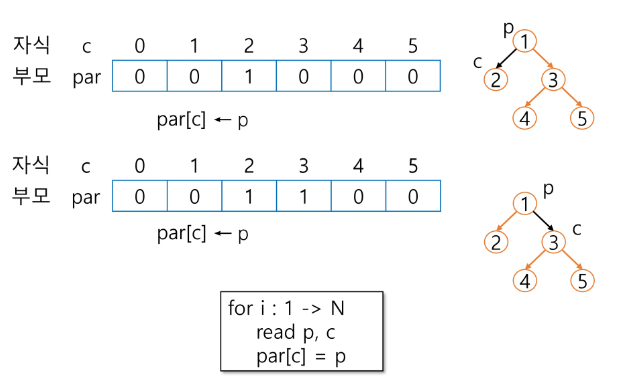 자식 c 0 1 2 3 4 5
부모 par 0 0 1 0 0 0
par[c] ← p
p
1
c
2 3
4 5
자식 c 0 1 2 3 4 5
부모 par 0 0 1 1 0 0
par[c] ← p
p
1
c
2 3
4 5
for i : 1 -> N
read p, c
par[c] = p